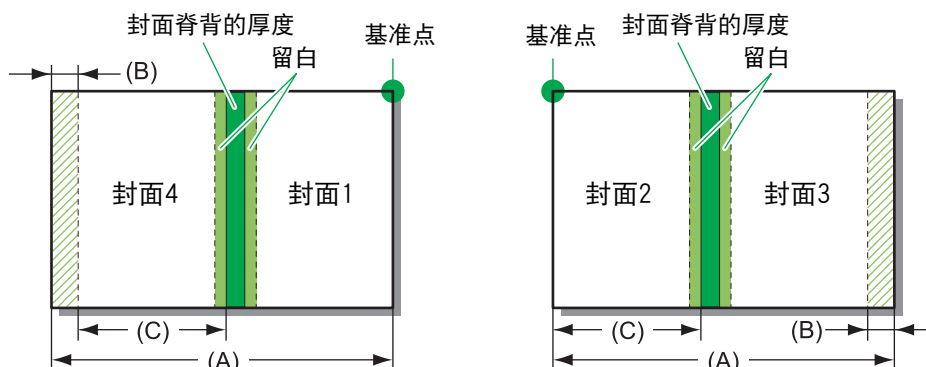 封面脊背的厚度
留白
基准点
(B)
封面4
封面1
(C)
(A)
基准点
封面脊背的厚度
留白
封面2
封面3
(C)
(B)
(A)